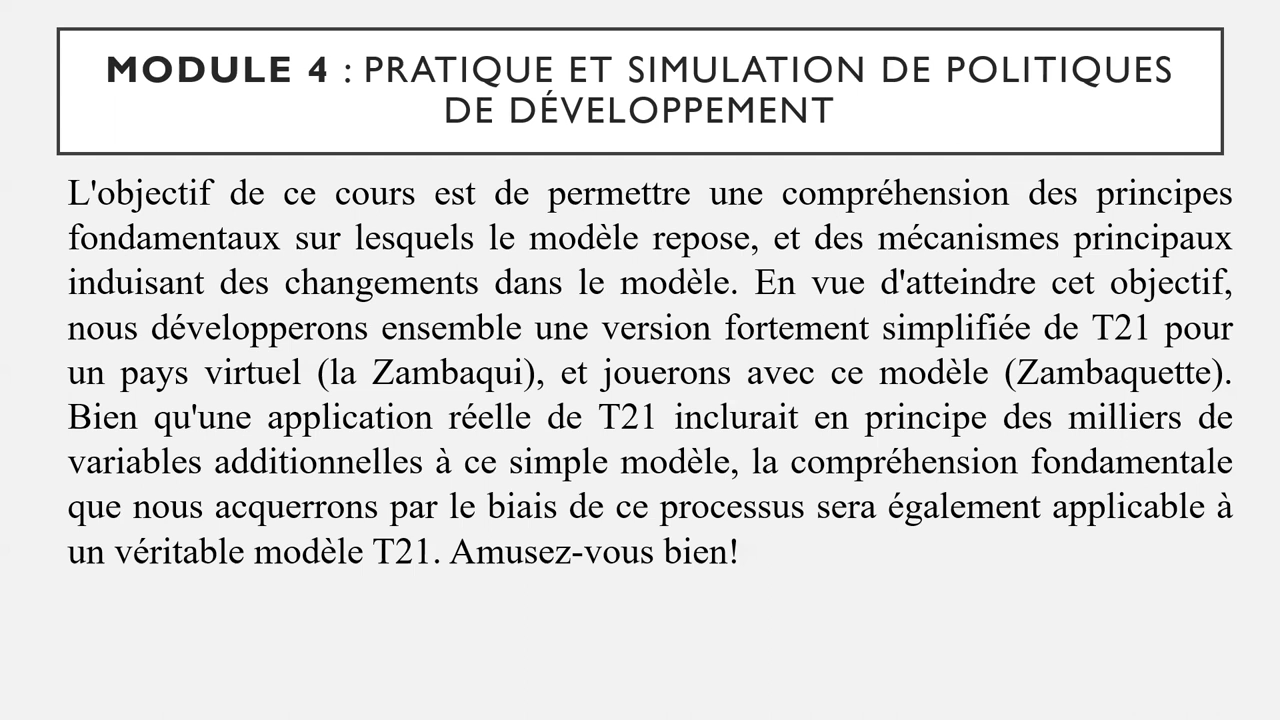 MODULE 4 : PRATIQUE ET SIMULATION DE POLITIQUES
DE DÉVELOPPEMENT
L'objectif de ce cours est de permettre une compréhension des principes
fondamentaux sur lesquels le modèle repose, et des mécanismes principaux
induisant des changements dans le modèle. En vue d'atteindre cet objectif,
nous développerons ensemble une version fortement simplifiée de T21 pour
un pays virtuel (la Zambaqui), et jouerons avec ce modèle (Zambaquette).
Bien qu'une application réelle de T21 inclurait en principe des milliers de
variables additionnelles à ce simple modèle, la compréhension fondamentale
que nous acquerrons par le biais de ce processus sera également applicable à
un véritable modèle T21. Amusez-vous bien!